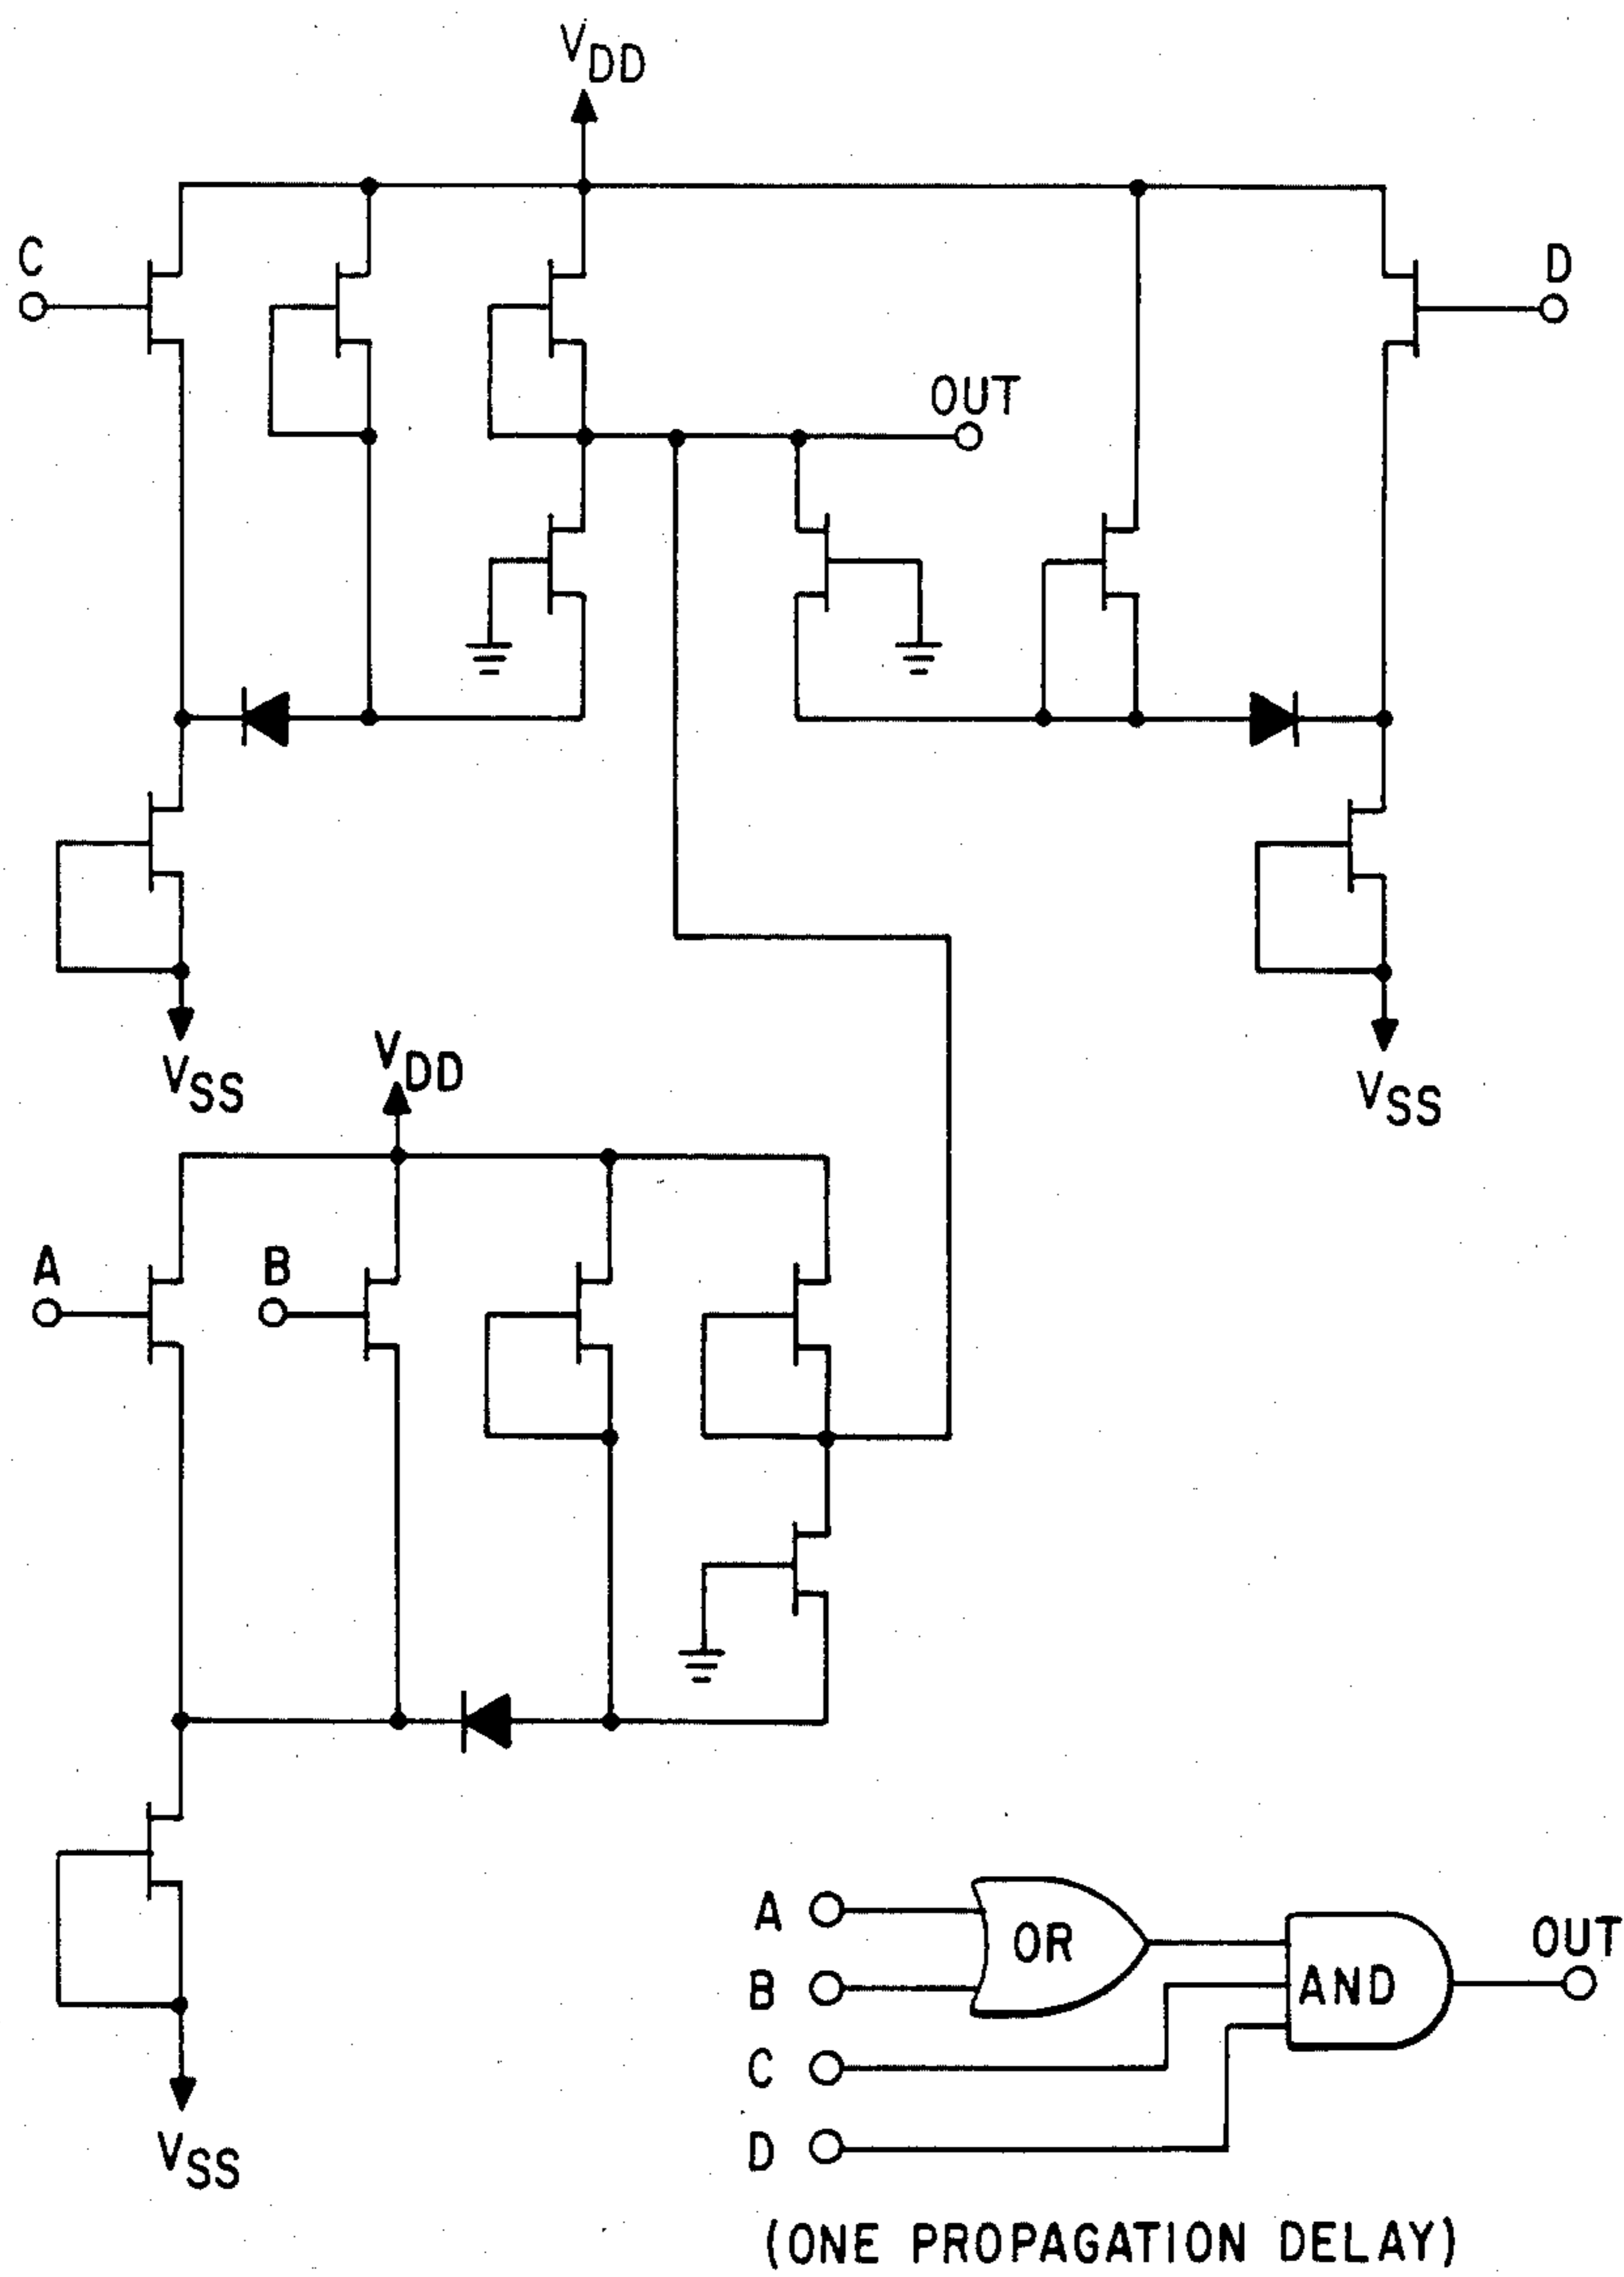 VDD
C
D
OUT
VSS
VDD
VSS
A
B
VSS
A
OR
OUT
B
AND
C
D
(ONE PROPAGATION DELAY)